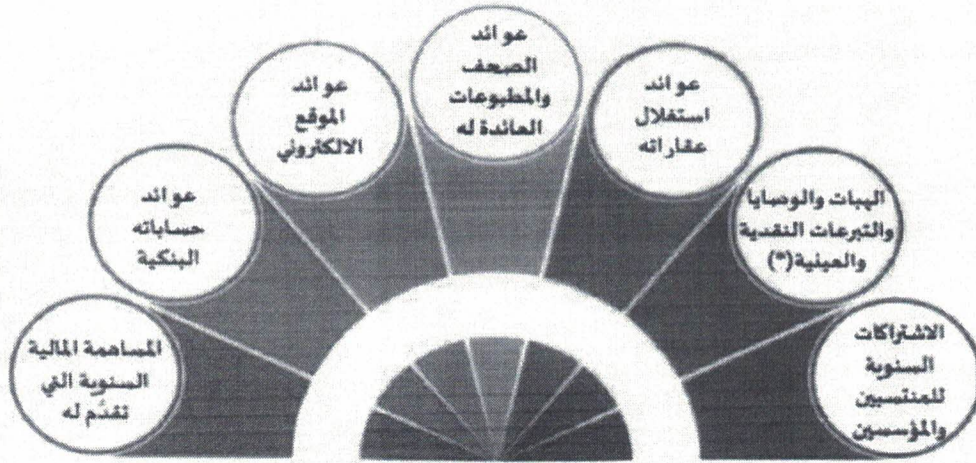 الاشتراكات
السنوية
للمنتسبين
والمؤسسين
الهبات والوصايا
والتبرعات النقدية
والعينية(*)
عوائد
استغلال
عقاراته
عوائد
الصحف
والمطبوعات
العائدة له
عوائد
الموقع
الالكتروني
عوائد
حساباته
البنكية
المساهمة المالية
السنوية التي
تقدَّم له